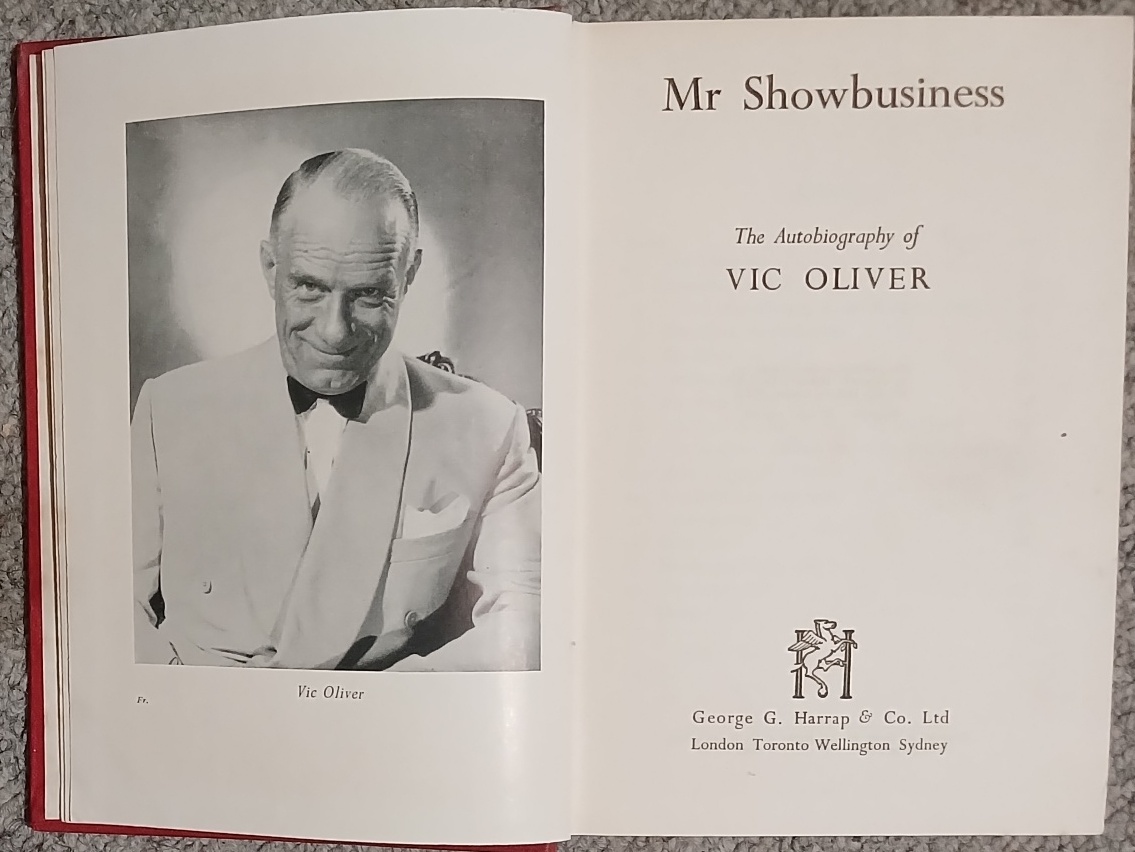 Vic Oliver
Fr.
Mr Showbusiness
The Autobiography of
VIC OLIVER
H
George G. Harrap & Co. Ltd
London Toronto Wellington Sydney